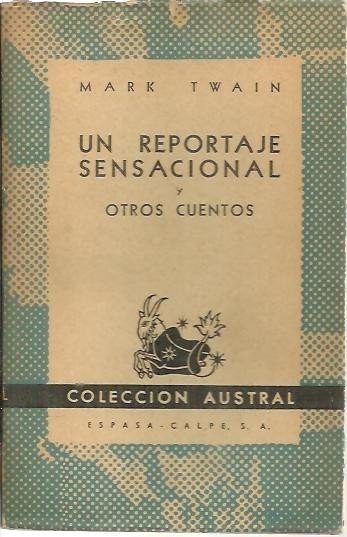 MARK TWAIN
UN REPORTAJE
SENSACIONAL
y
OTROS CUENTOS
L
COLECCION AUSTRAL
ESPASA-CALPE, S. A.